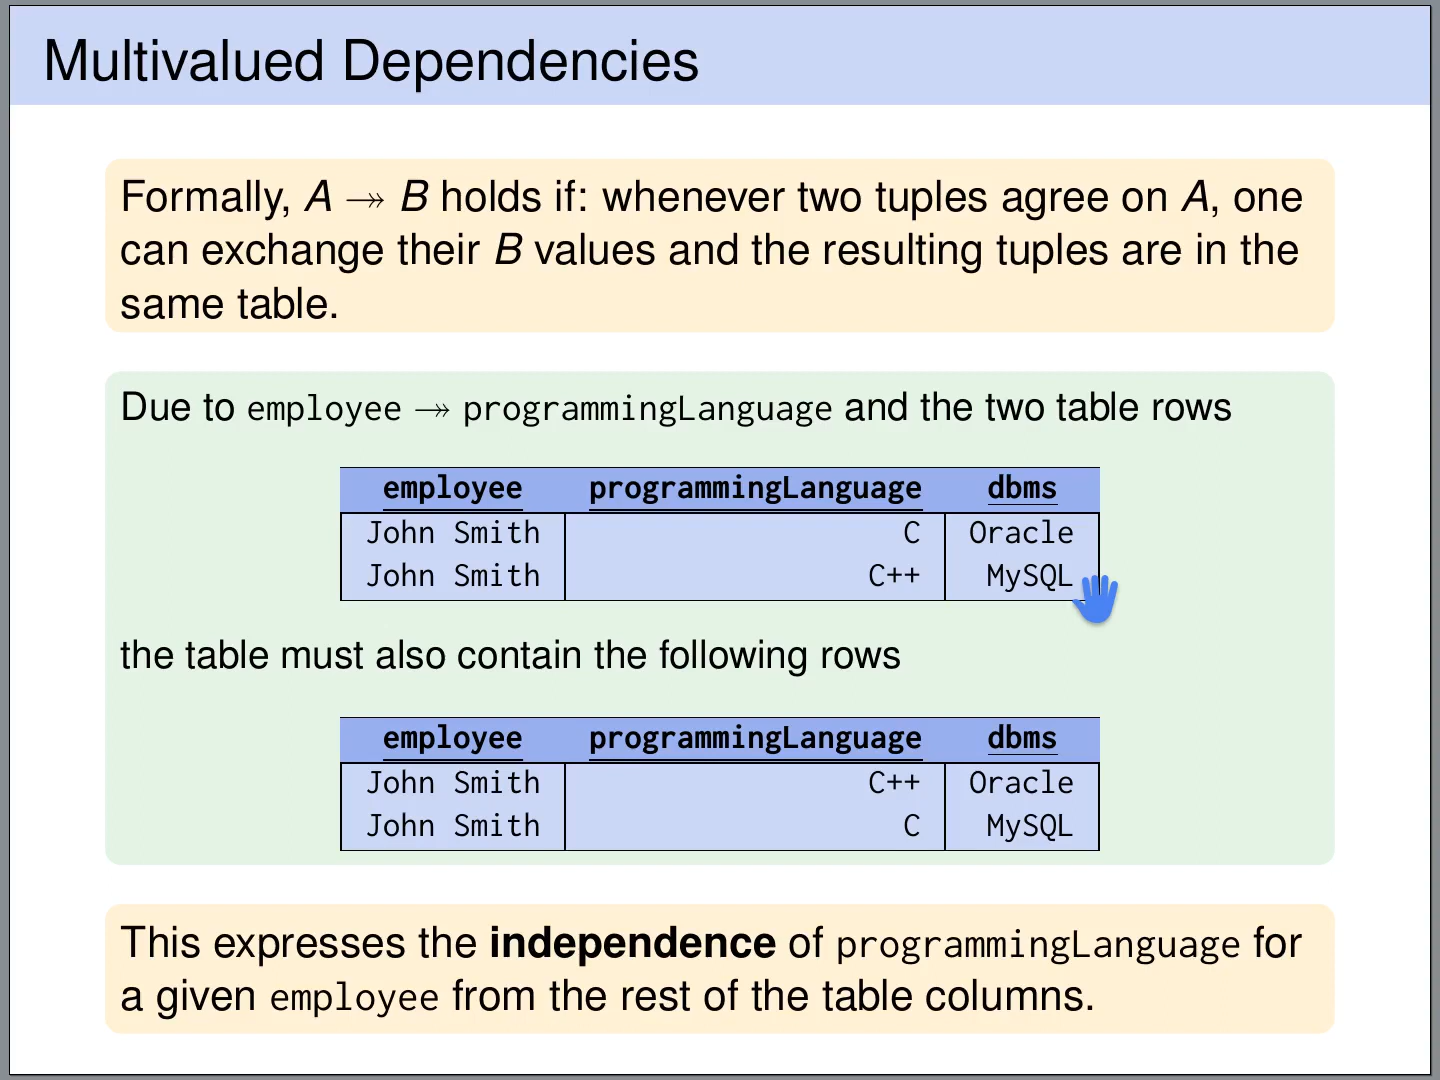 Multivalued Dependencies
Formally, A ↠ B holds if: whenever two tuples agree on A, one
can exchange their B values and the resulting tuples are in the
same table.
Due to employee ↠ programmingLanguage and the two table rows
employee programmingLanguage dbms
John Smith C Oracle
John Smith C++ MySQL
the table must also contain the following rows
employee programmingLanguage dbms
John Smith C++ Oracle
John Smith C MySQL
This expresses the independence of programmingLanguage for
a given employee from the rest of the table columns.